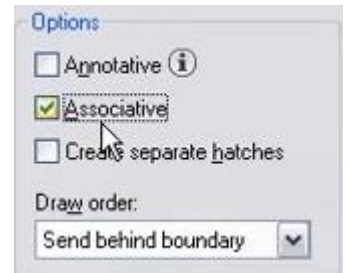 Options
Annotative
Associative
Create separate hatches
Draw order:
Send behind boundary